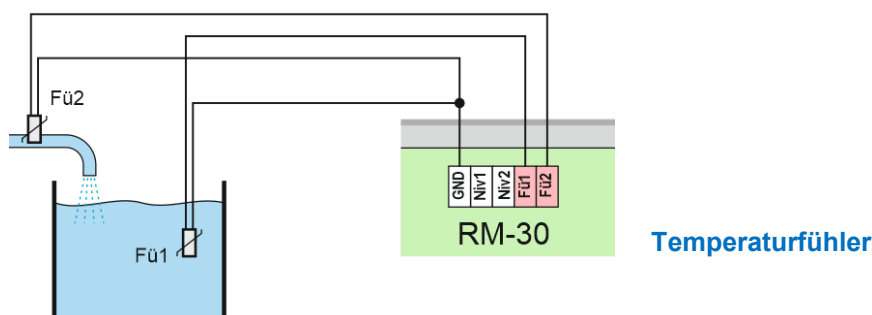 Fü2
Fü1
GND
Niv1
Niv2
Fü1
Fü2
RM-30
Temperaturfühler